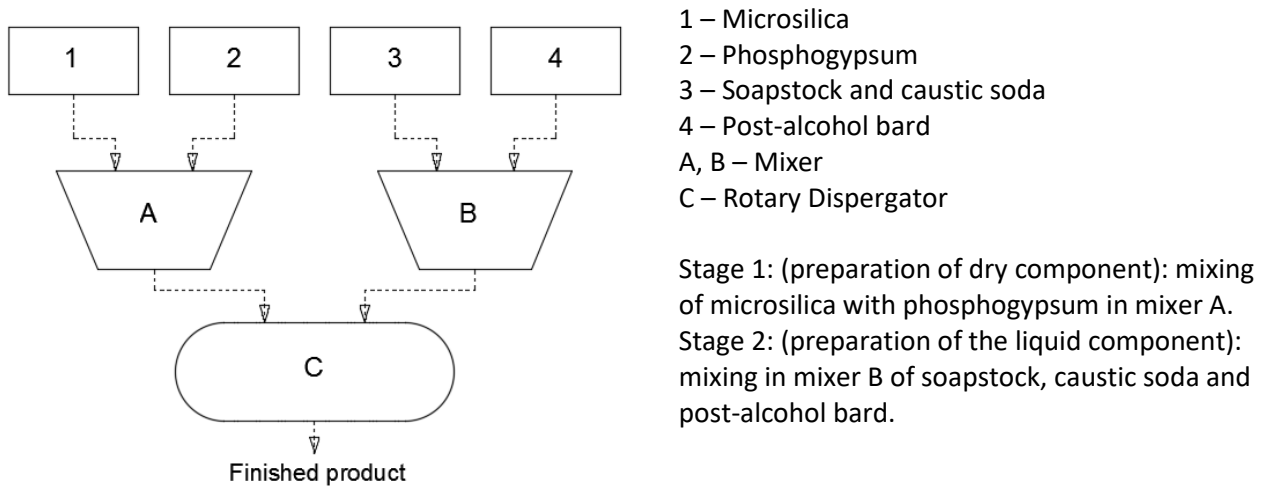 1
2
3
4
A
B
C
Finished product
1 – Microsilica
2 – Phosphogypsum
3 – Soapstock and caustic soda
4 – Post-alcohol bard
A, B – Mixer
C – Rotary Dispergator
Stage 1: (preparation of dry component): mixing
of microsilica with phosphogypsum in mixer A.
Stage 2: (preparation of the liquid component):
mixing in mixer B of soapstock, caustic soda and
post-alcohol bard.